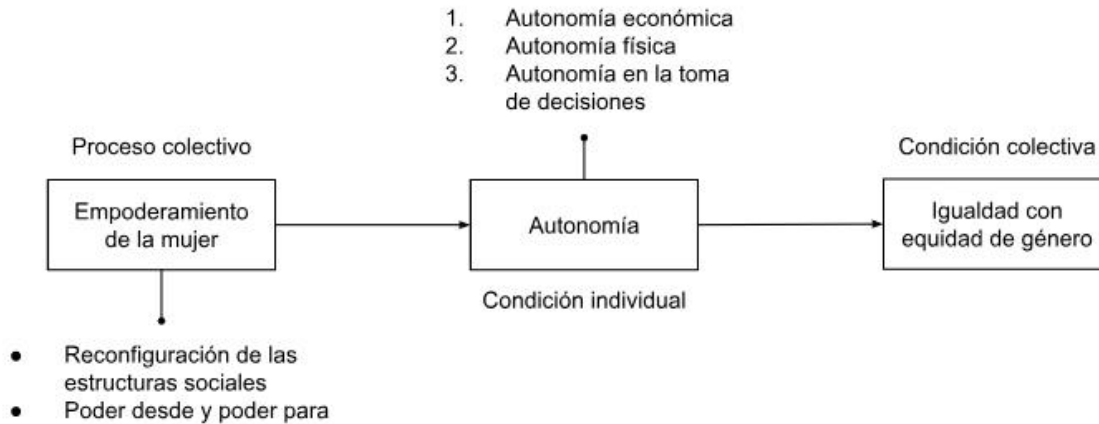 1. Autonomía económica
2. Autonomía física
3. Autonomía en la toma
de decisiones
Proceso colectivo
Condición colectiva
Empoderamiento
de la mujer
Autonomía
Igualdad con
equidad de género
Condición individual
● Reconfiguración de las
estructuras sociales
● Poder desde y poder para